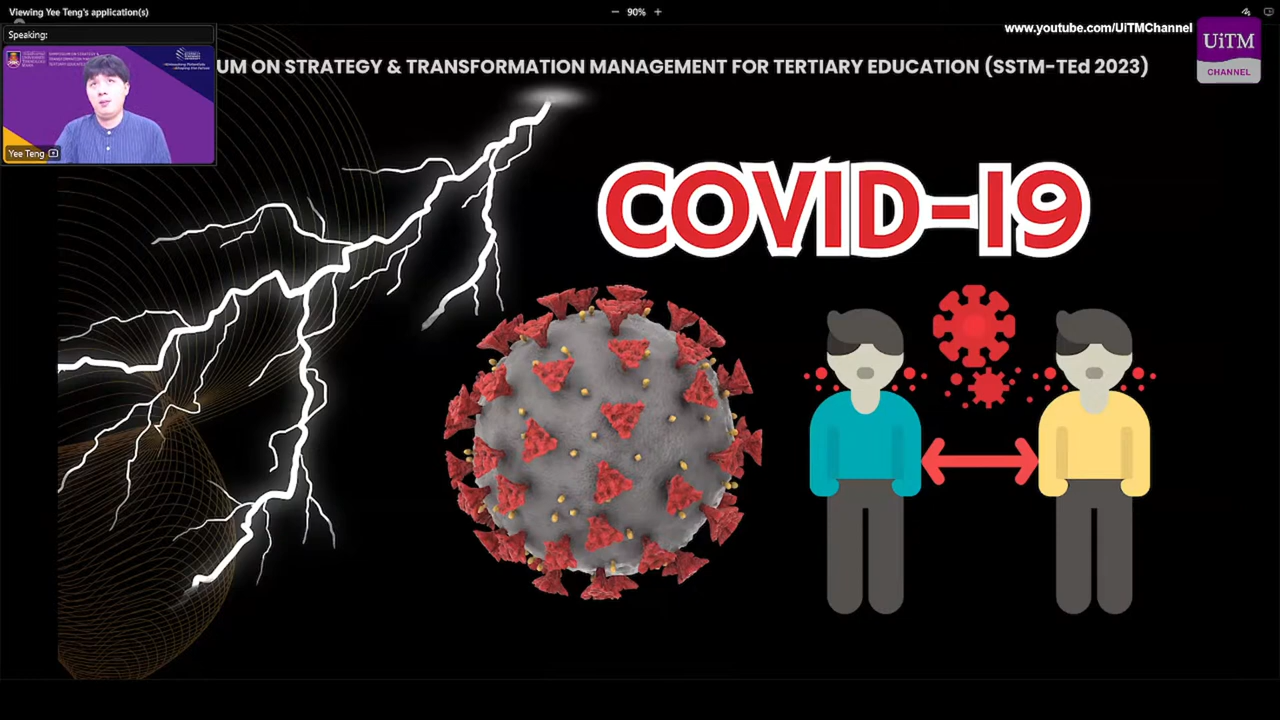 Viewing Yee Teng's application(s)
− 90% +
Speaking:
www.youtube.com/UiTMChannel
UiTM
CHANNEL
UM ON STRATEGY & TRANSFORMATION MANAGEMENT FOR TERTIARY EDUCATION (SSTM-TEd 2023)
Yee Teng
COVID-19